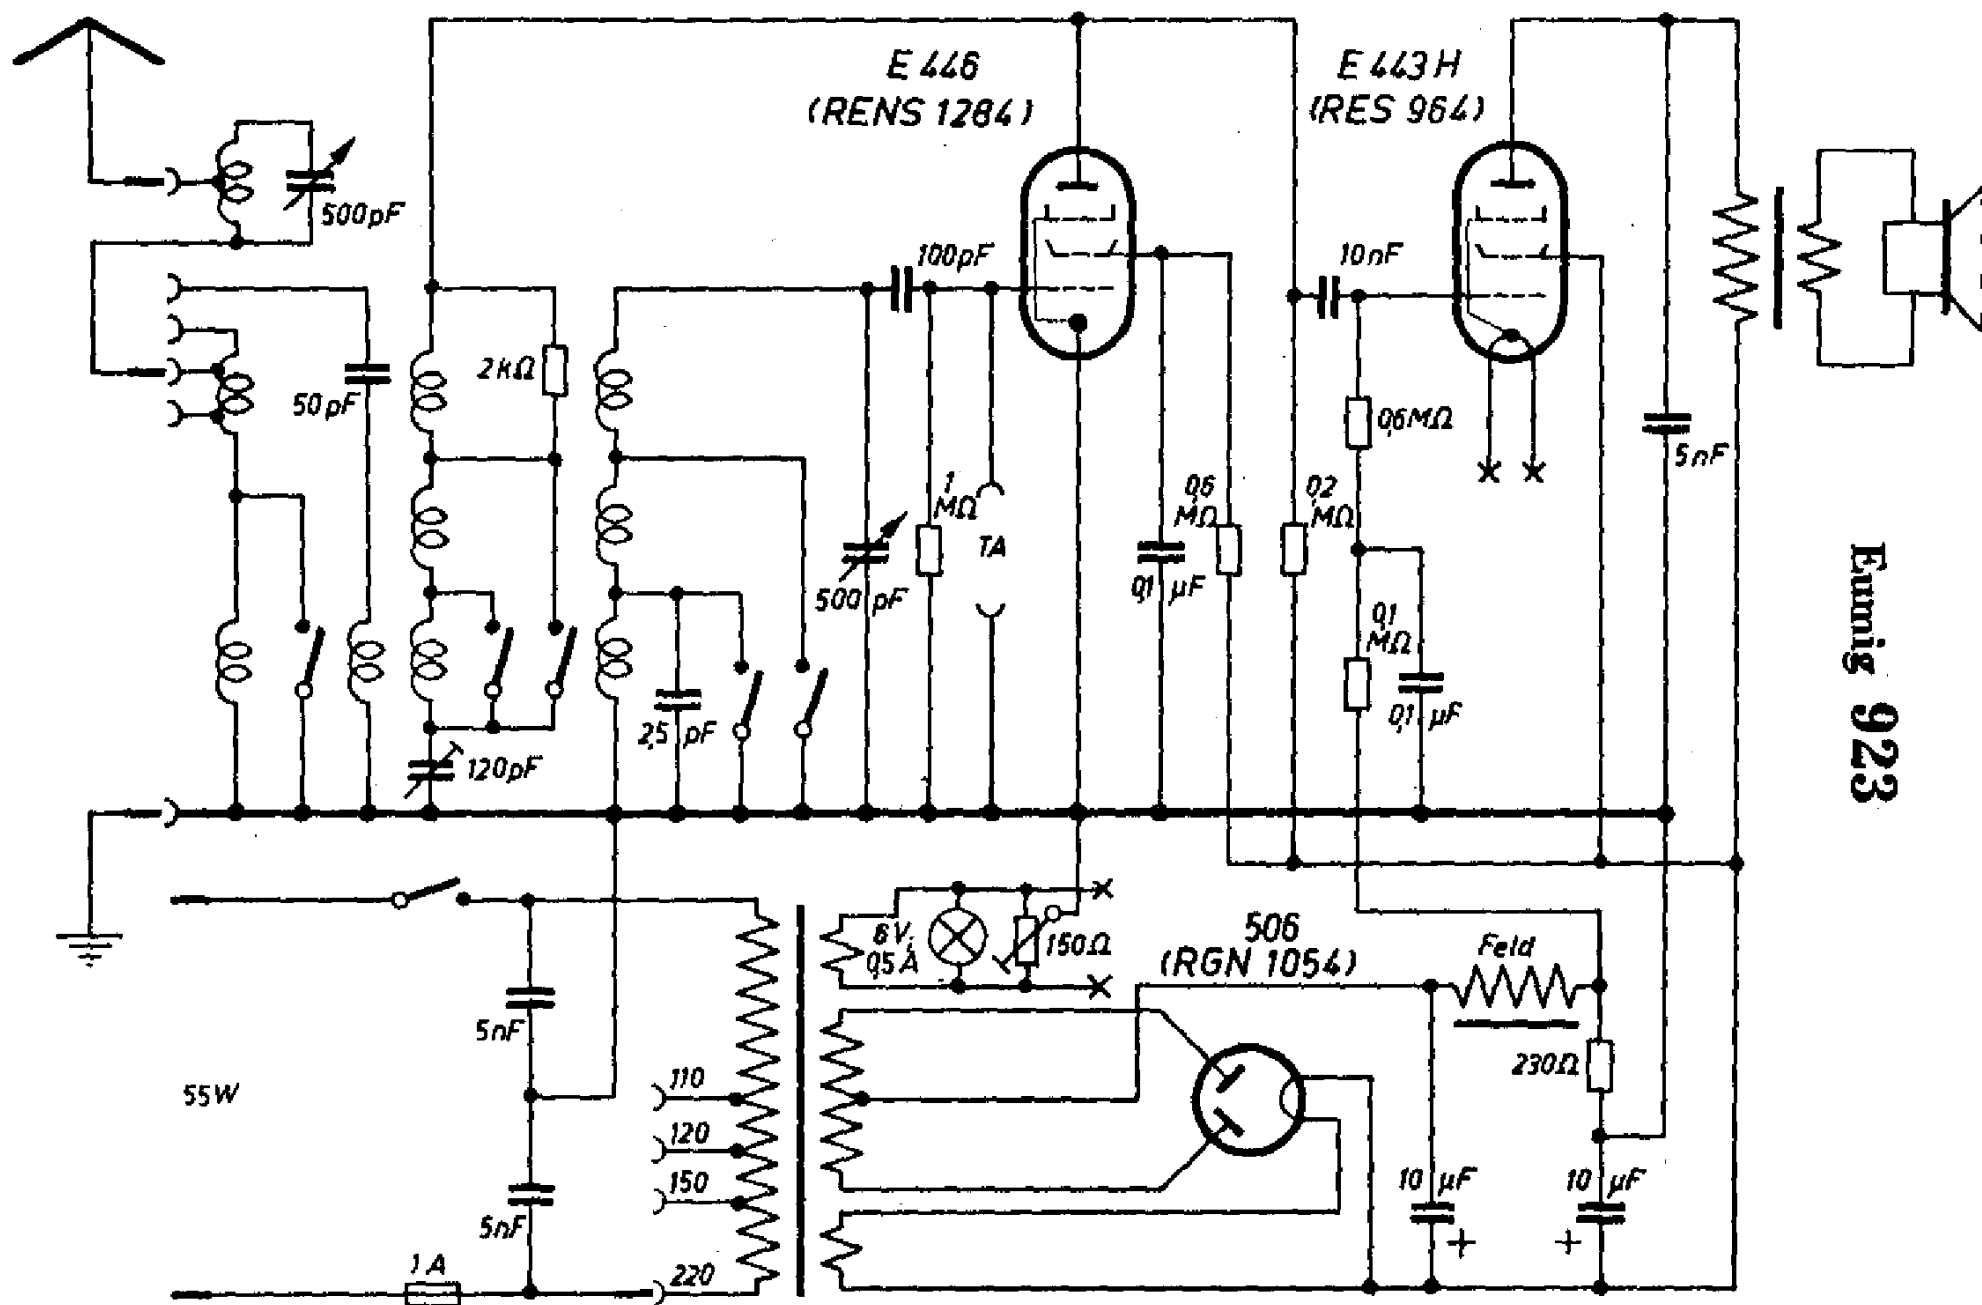 E 446
(RENS 1284)
E 443 H
(RES 964)
500pF
100pF
10nF
50pF
2kΩ
0,6MΩ
5nF
1
MΩ
TA
0,6
MΩ
0,2
MΩ
500 pF
0,1 µF
0,1
MΩ
0,1 µF
2,5 pF
120pF
Eumig 923
6V;
0,5A
150Ω
506
(RGN 1054)
Feld
5nF
230Ω
55W
110
120
150
220
5nF
10 µF
+
10 µF
+
1A